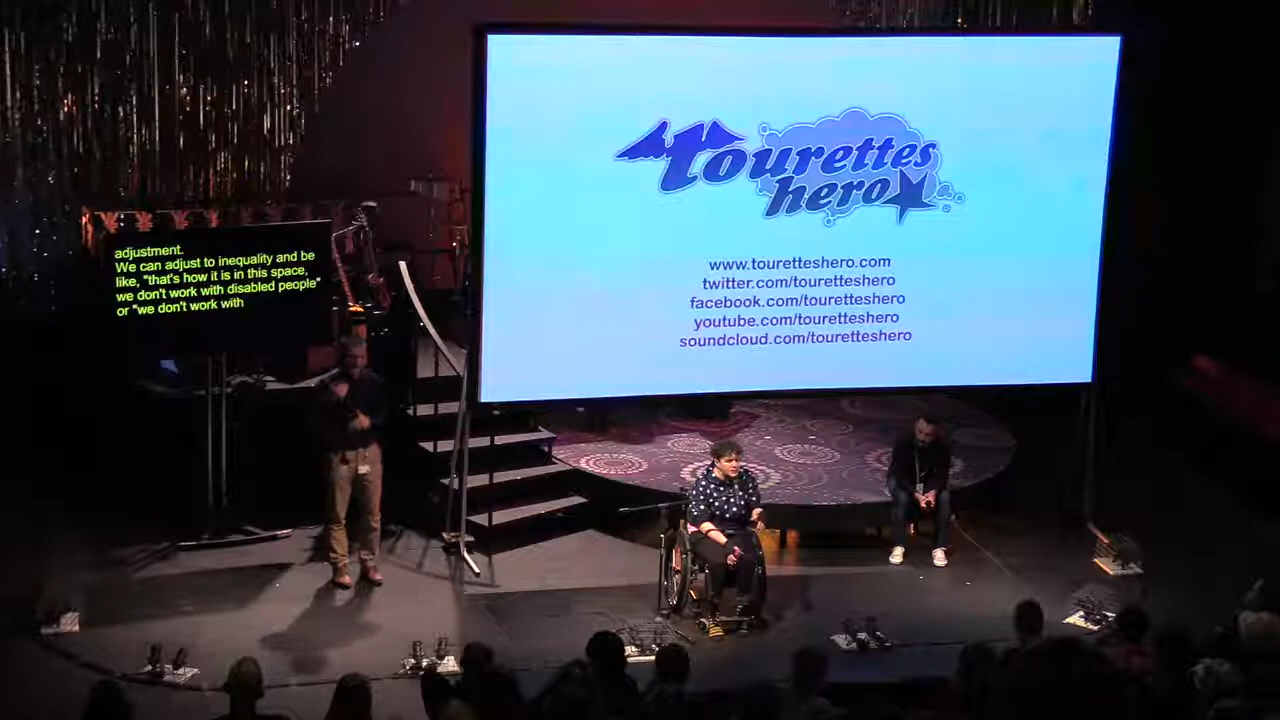 adjustment.
We can adjust to inequality and be
like, "that's how it is in this space,
we don't work with disabled people"
or "we don't work with
tourettes
hero
www.touretteshero.com
twitter.com/touretteshero
facebook.com/touretteshero
youtube.com/touretteshero
soundcloud.com/touretteshero